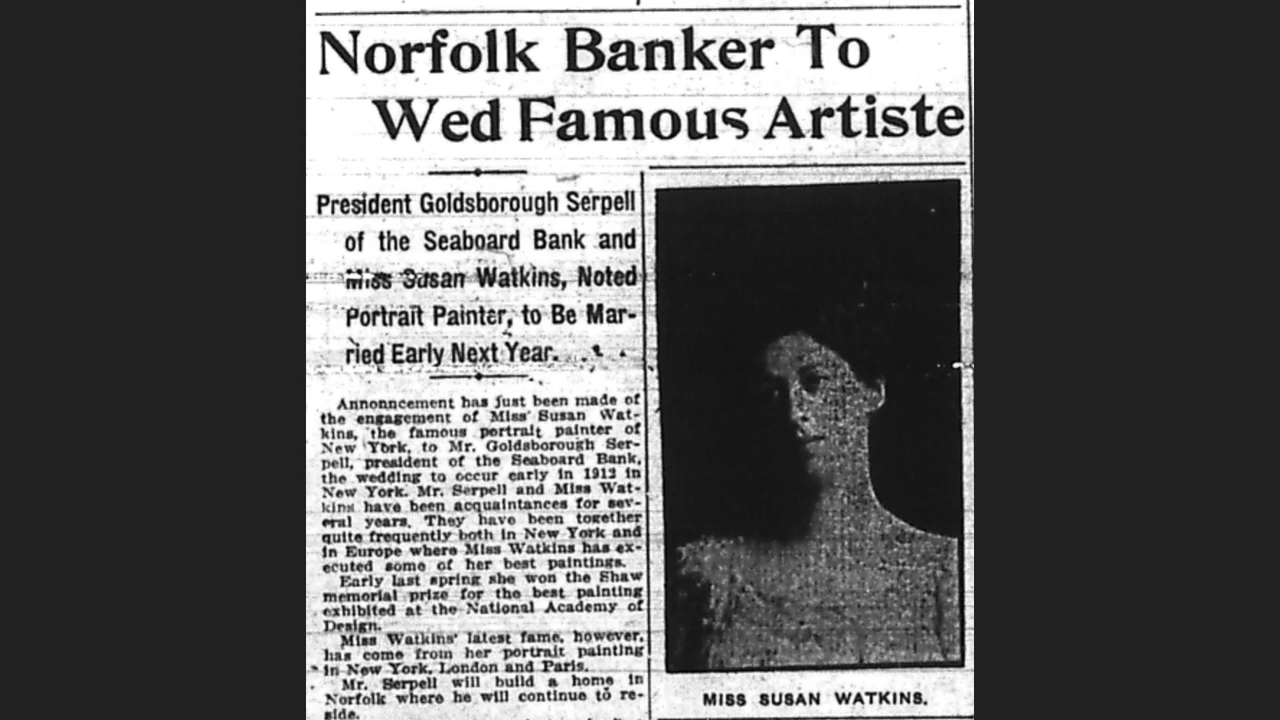 Norfolk Banker To
Wed Famous Artiste
President Goldsborough Serpell
of the Seaboard Bank and
Miss Susan Watkins, Noted
Portrait Painter, to Be Mar-
ried Early Next Year.
Annonncement has just been made of
the engagement of Miss Susan Wat-
kins, the famous portrait painter of
New York, to Mr. Goldsborough Ser-
pell, president of the Seaboard Bank,
the wedding to occur early in 1913 in
New York. Mr. Serpell and Miss Wat-
kins have been acquaintances for sev-
eral years. They have been together
quite frequently both in New York and
in Europe where Miss Watkins has ex-
ecuted some of her best paintings.
Early last spring she won the Shaw
memorial prize for the best painting
exhibited at the National Academy of
Design.
Miss Watkins' latest fame, however,
has come from her portrait painting
in New York, London and Paris.
Mr. Serpell will build a home in
Norfolk where he will continue to re-
side.
MISS SUSAN WATKINS.